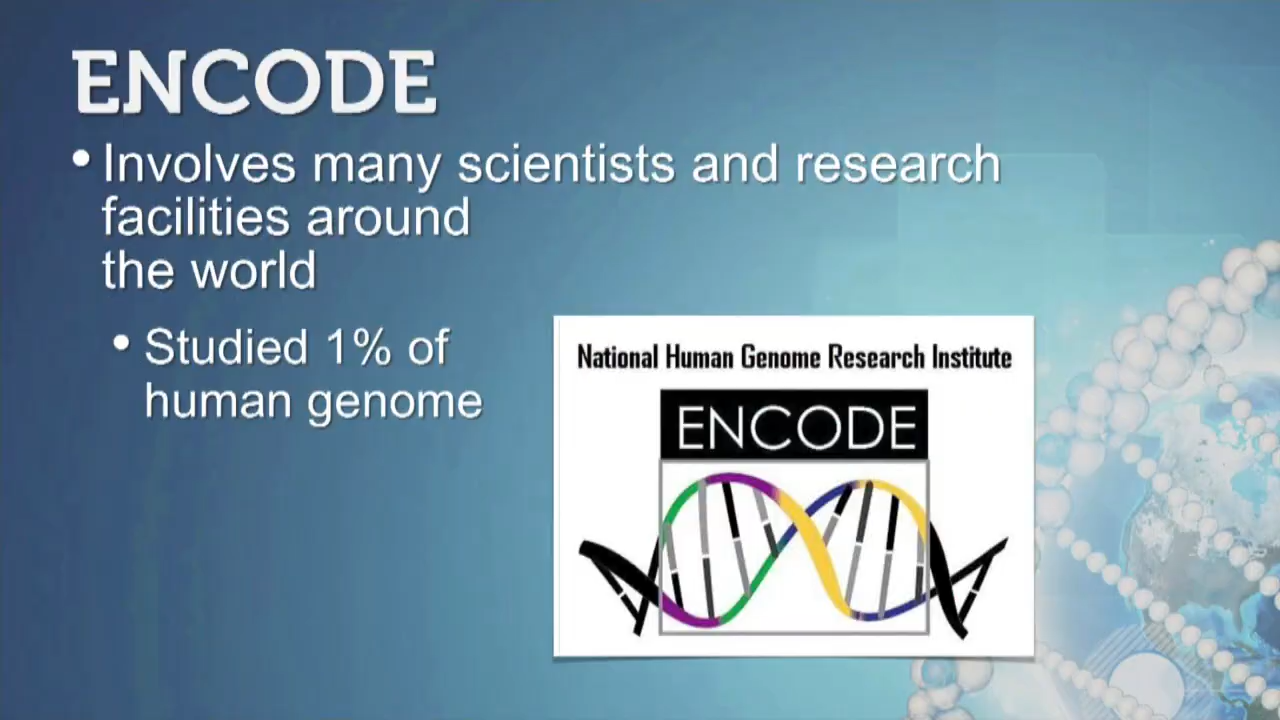 ENCODE
• Involves many scientists and research
facilities around
the world
• Studied 1% of
human genome
National Human Genome Research Institute
ENCODE